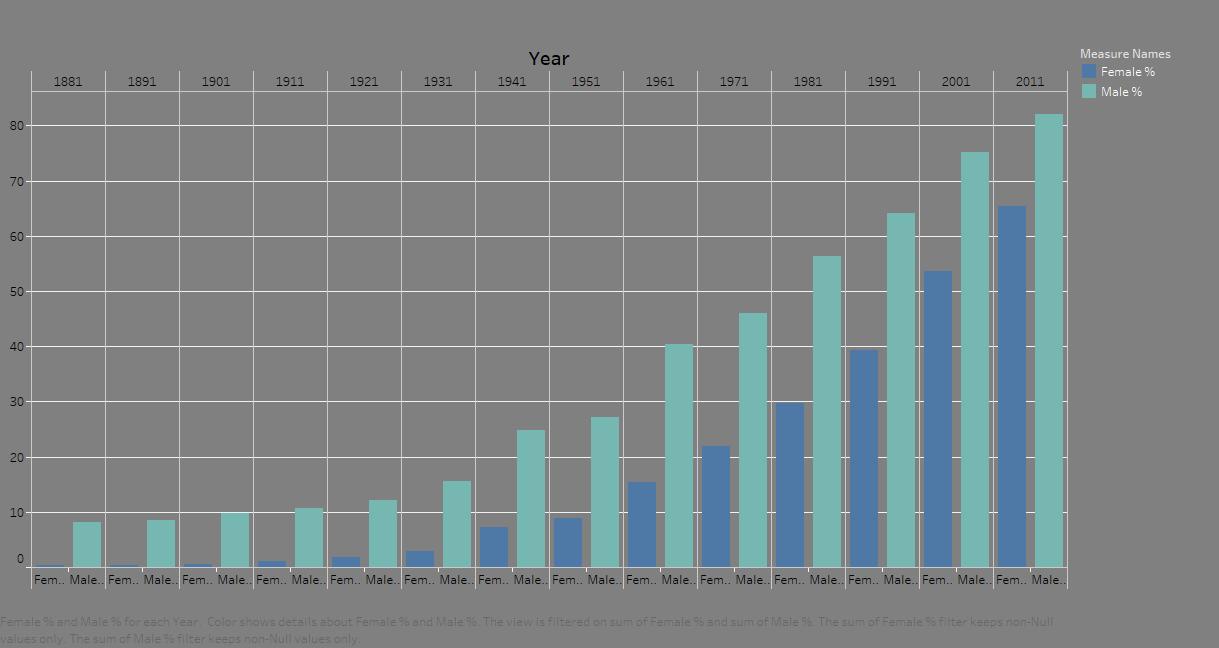 Year
Measure Names
Female %
Male %
1881 1891 1901 1911 1921 1931 1941 1951 1961 1971 1981 1991 2001 2011
80
70
60
50
40
30
20
10
0
Fem.. Male.. Fem.. Male.. Fem.. Male.. Fem.. Male.. Fem.. Male.. Fem.. Male.. Fem.. Male.. Fem.. Male.. Fem.. Male.. Fem.. Male.. Fem.. Male.. Fem.. Male.. Fem.. Male.. Fem.. Male..
Female % and Male % for each Year.  Color shows details about Female % and Male %. The view is filtered on sum of Female % and sum of Male %. The sum of Female % filter keeps non-Null
values only. The sum of Male % filter keeps non-Null values only.